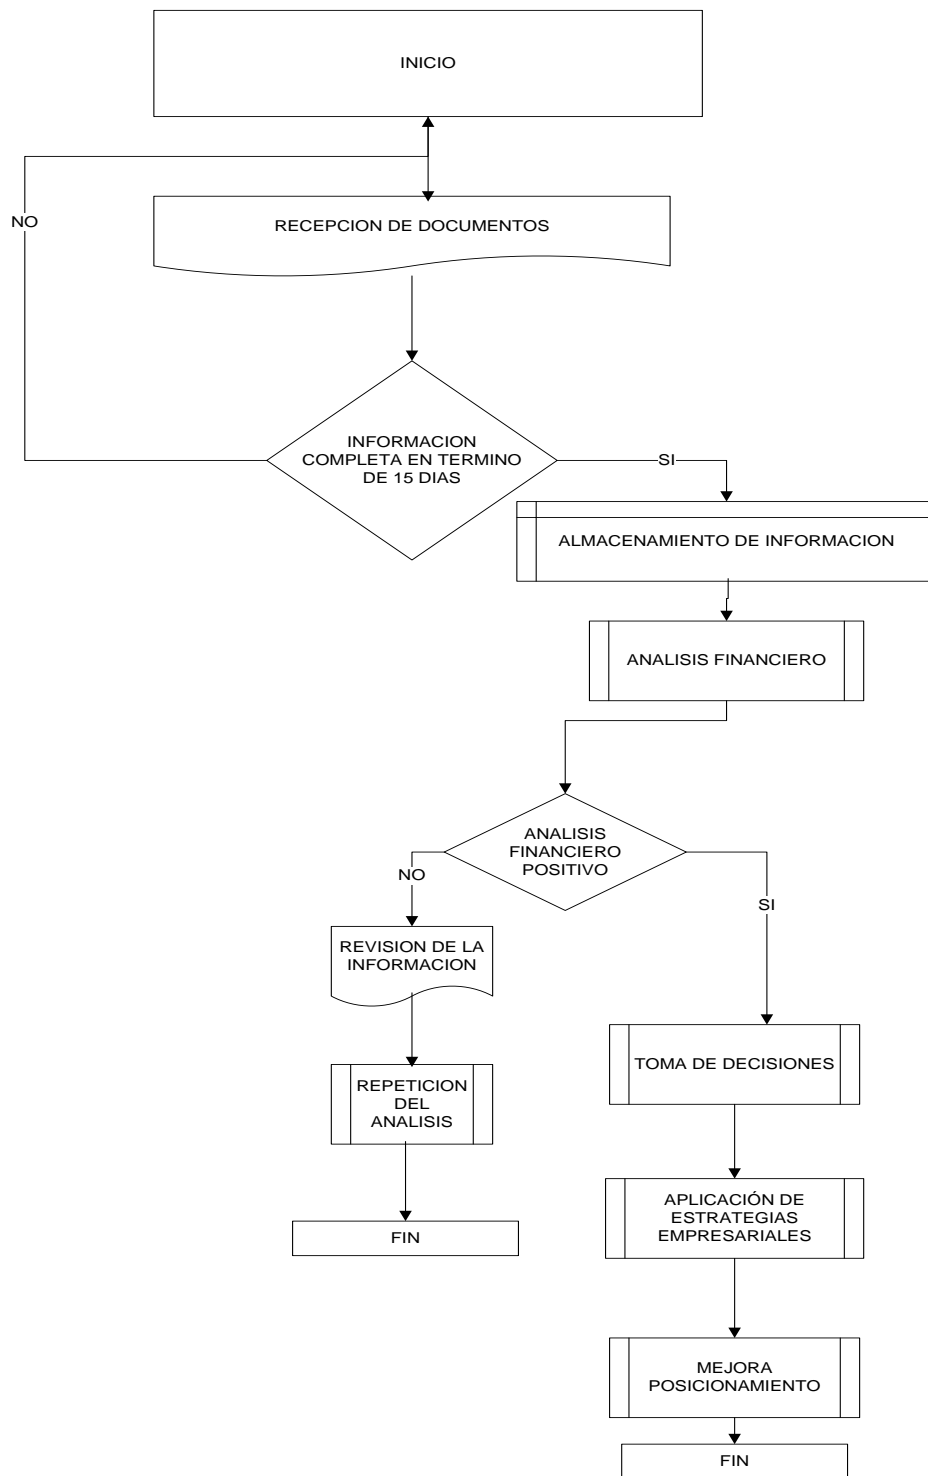 INICIO
NO
RECEPCION DE DOCUMENTOS
INFORMACION
COMPLETA EN TERMINO
DE 15 DIAS
SI
ALMACENAMIENTO DE INFORMACION
ANALISIS FINANCIERO
ANALISIS
FINANCIERO
POSITIVO
NO
SI
REVISION DE LA
INFORMACION
TOMA DE DECISIONES
REPETICION
DEL
ANALISIS
APLICACIÓN DE
ESTRATEGIAS
EMPRESARIALES
FIN
MEJORA
POSICIONAMIENTO
FIN